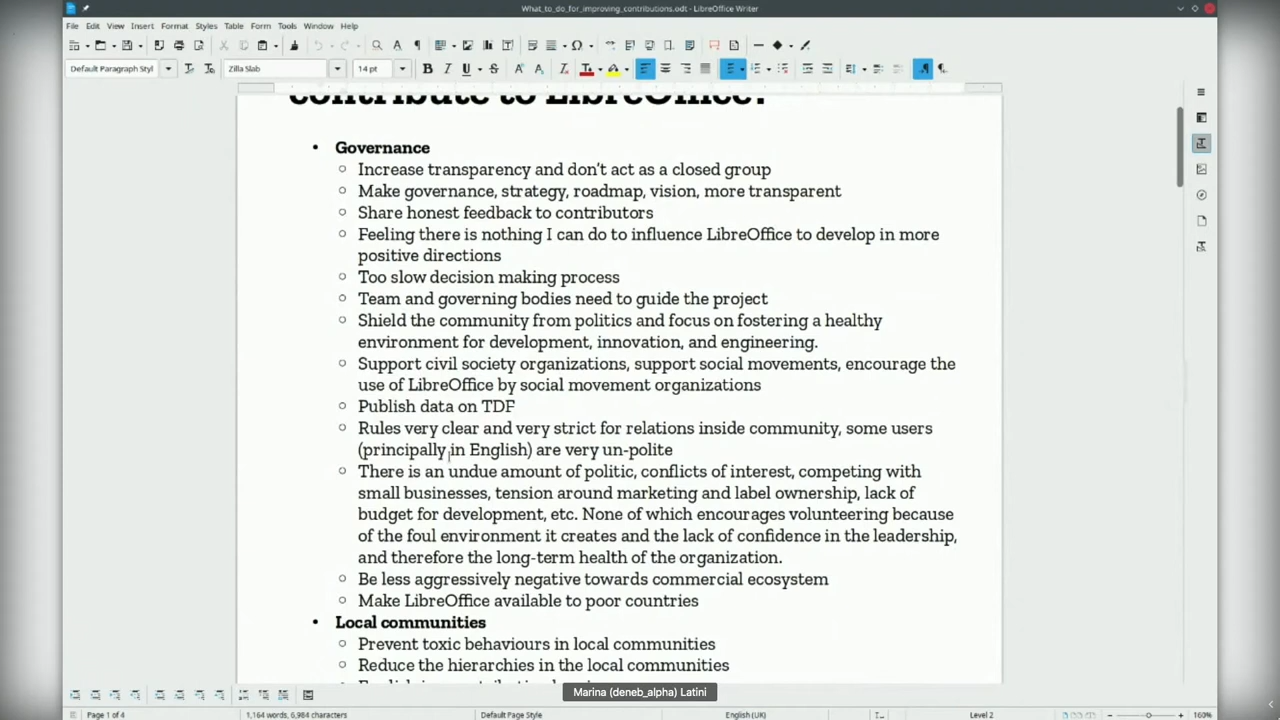 What_to_do_for_improving_contributions.odt - LibreOffice Writer
File Edit View Insert Format Styles Table Form Tools Window Help
Default Paragraph Styl Zilla Slab 14 pt
contribute to LibreOffice?
• Governance
○ Increase transparency and don't act as a closed group
○ Make governance, strategy, roadmap, vision, more transparent
○ Share honest feedback to contributors
○ Feeling there is nothing I can do to influence LibreOffice to develop in more
positive directions
○ Too slow decision making process
○ Team and governing bodies need to guide the project
○ Shield the community from politics and focus on fostering a healthy
environment for development, innovation, and engineering.
○ Support civil society organizations, support social movements, encourage the
use of LibreOffice by social movement organizations
○ Publish data on TDF
○ Rules very clear and very strict for relations inside community, some users
(principally in English) are very un-polite
○ There is an undue amount of politic, conflicts of interest, competing with
small businesses, tension around marketing and label ownership, lack of
budget for development, etc. None of which encourages volunteering because
of the foul environment it creates and the lack of confidence in the leadership,
and therefore the long-term health of the organization.
○ Be less aggressively negative towards commercial ecosystem
○ Make LibreOffice available to poor countries
• Local communities
○ Prevent toxic behaviours in local communities
○ Reduce the hierarchies in the local communities
Marina (deneb_alpha) Latini
Page 1 of 4 1,164 words, 6,984 characters Default Page Style English (UK) Level 2 160%